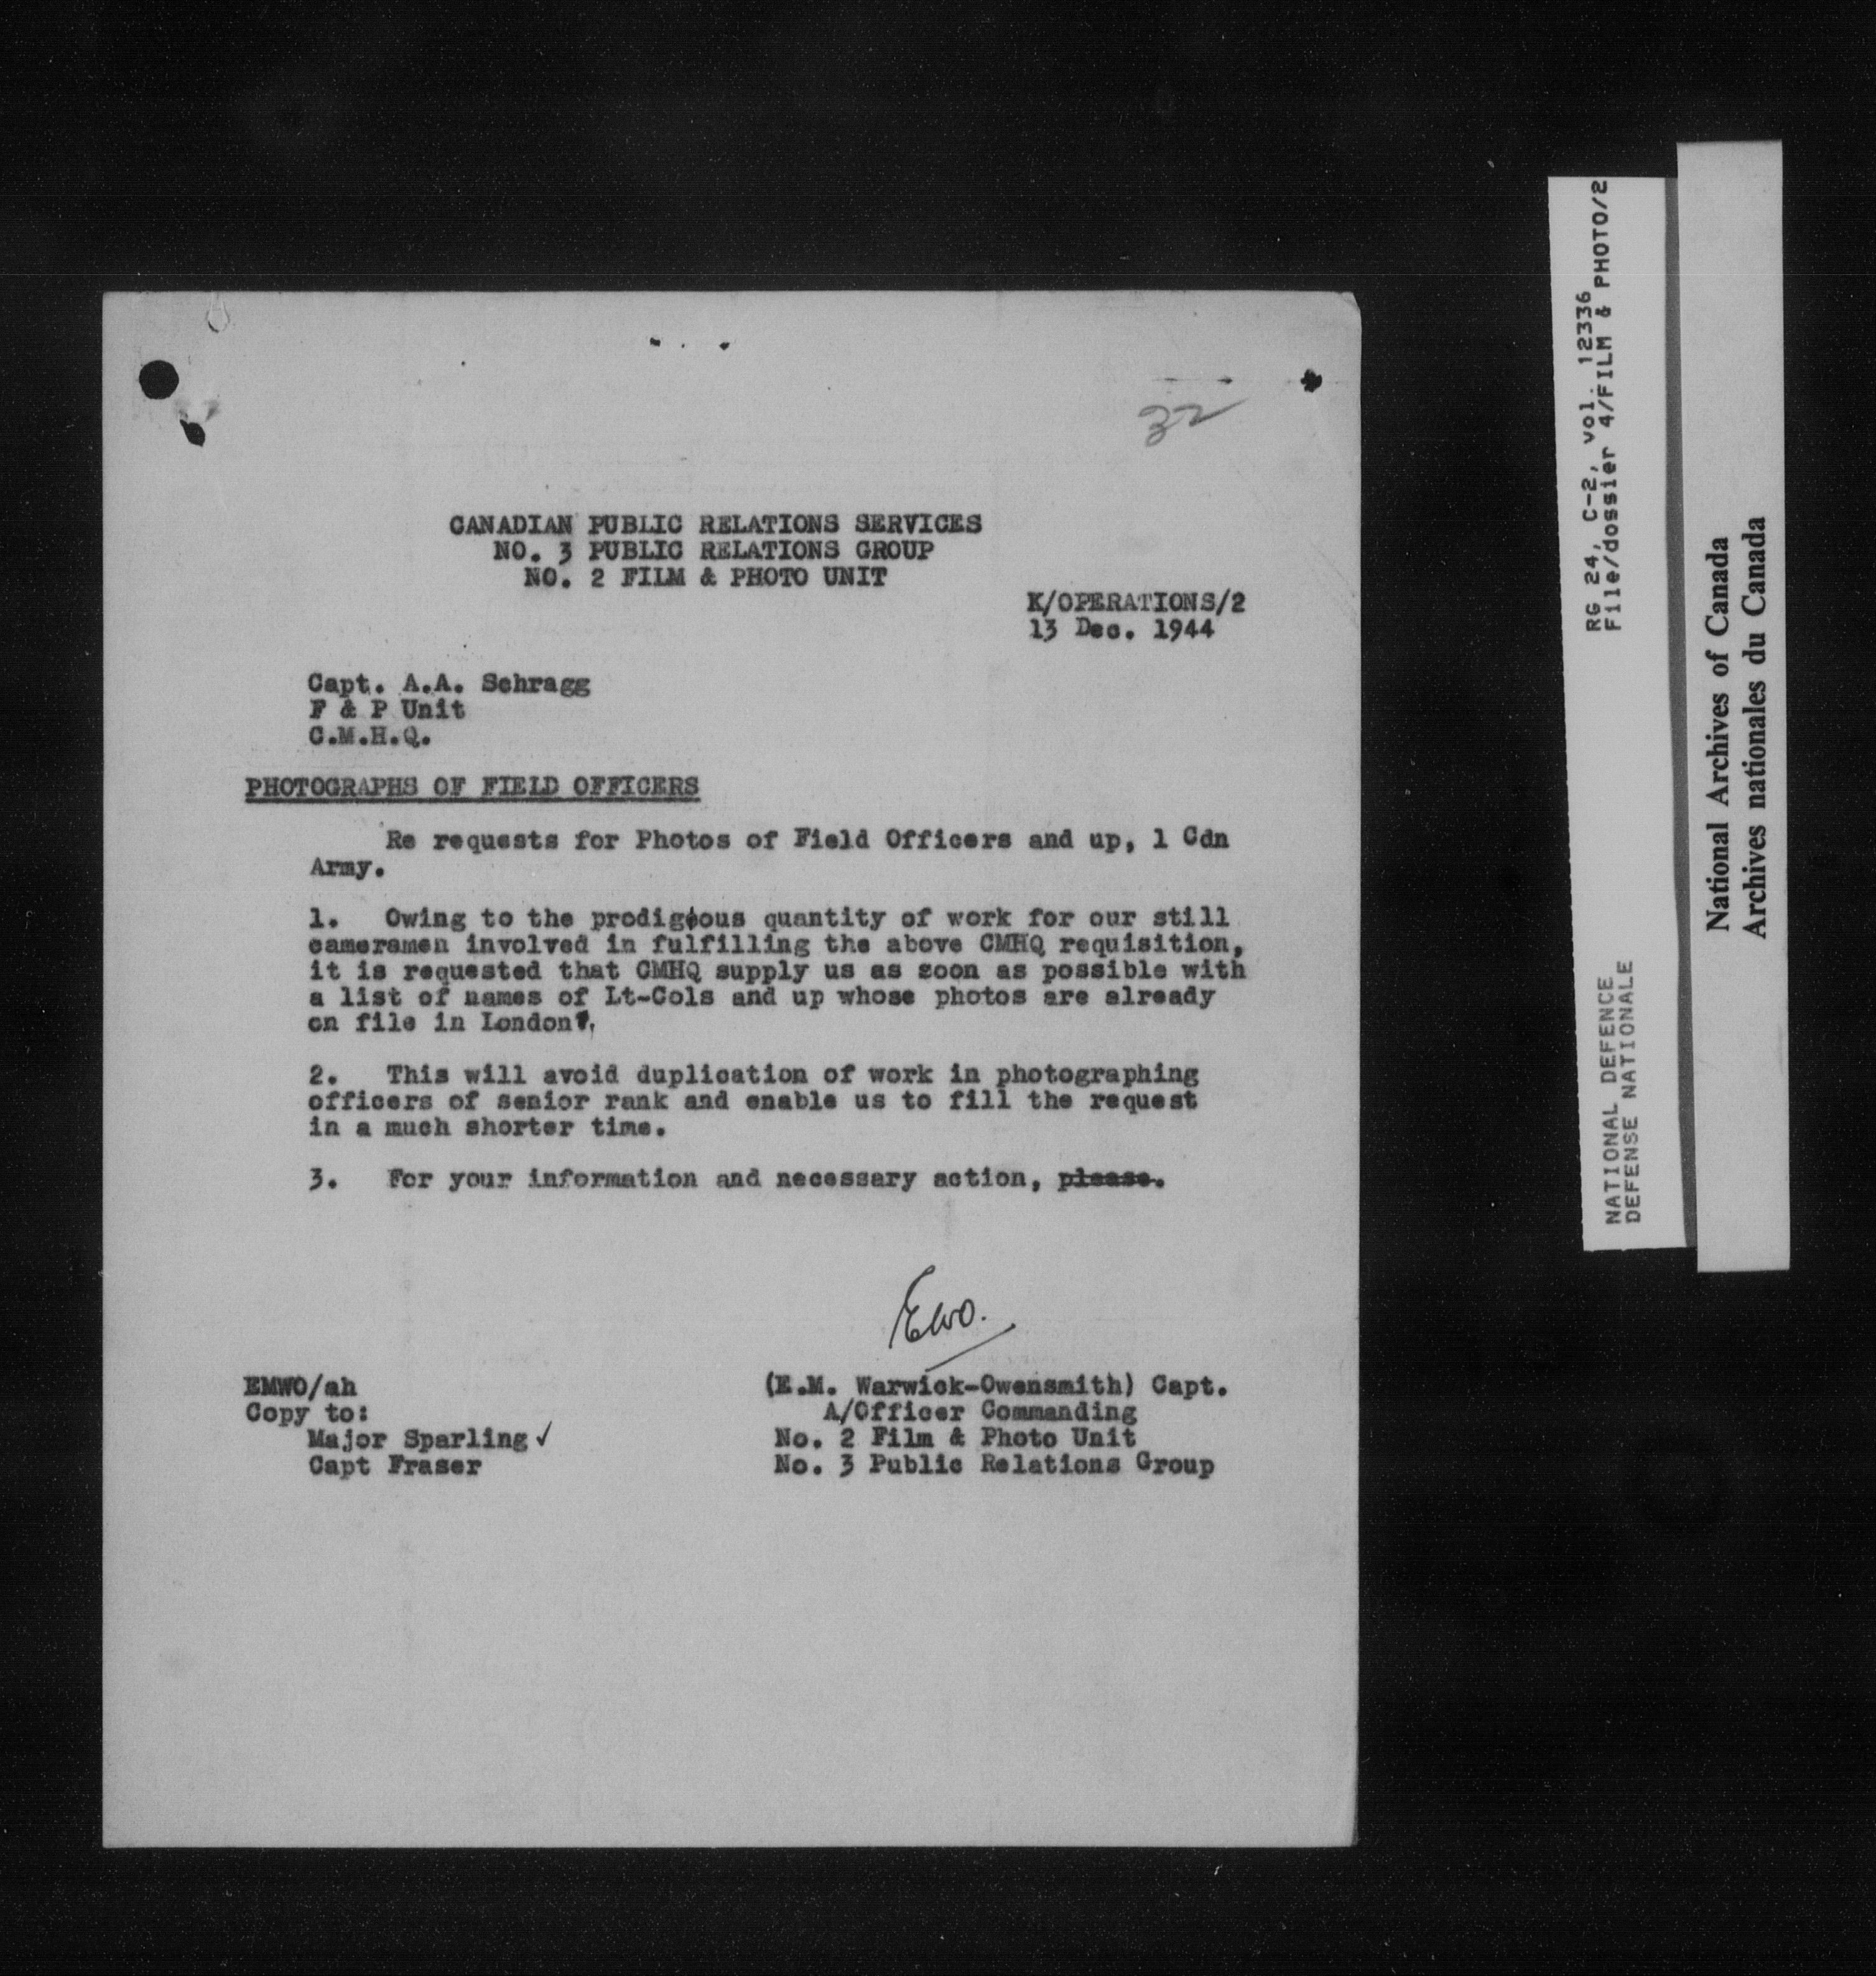 32
CANADIAN PUBLIC RELATIONS SERVICES
NO. 3 PUBLIC RELATIONS GROUP
NO. 2 FILM & PHOTO UNIT
K/OPERATIONS/2
13 Dec. 1944
Capt. A.A. Schragg
F & P Unit
C.M.H.Q.
PHOTOGRAPHS OF FIELD OFFICERS
Re requests for Photos of Field Officers and up, 1 Cdn
Army.
1. Owing to the prodigious quantity of work for our still
cameramen involved in fulfilling the above CMHQ requisition,
it is requested that CMHQ supply us as soon as possible with
a list of names of Lt-Cols and up whose photos are already
on file in London.
2. This will avoid duplication of work in photographing
officers of senior rank and enable us to fill the request
in a much shorter time.
3. For your information and necessary action, please.
EWO.
EMWO/ah
Copy to:
Major Sparling ✓
Capt Fraser
(E.M. Warwick-Owensmith) Capt.
A/Officer Commanding
No. 2 Film & Photo Unit
No. 3 Public Relations Group
RG 24, C-2, vol. 12336
File/dossier 4/FILM & PHOTO/2
NATIONAL DEFENCE
DEFENSE NATIONALE
National Archives of Canada
Archives nationales du Canada